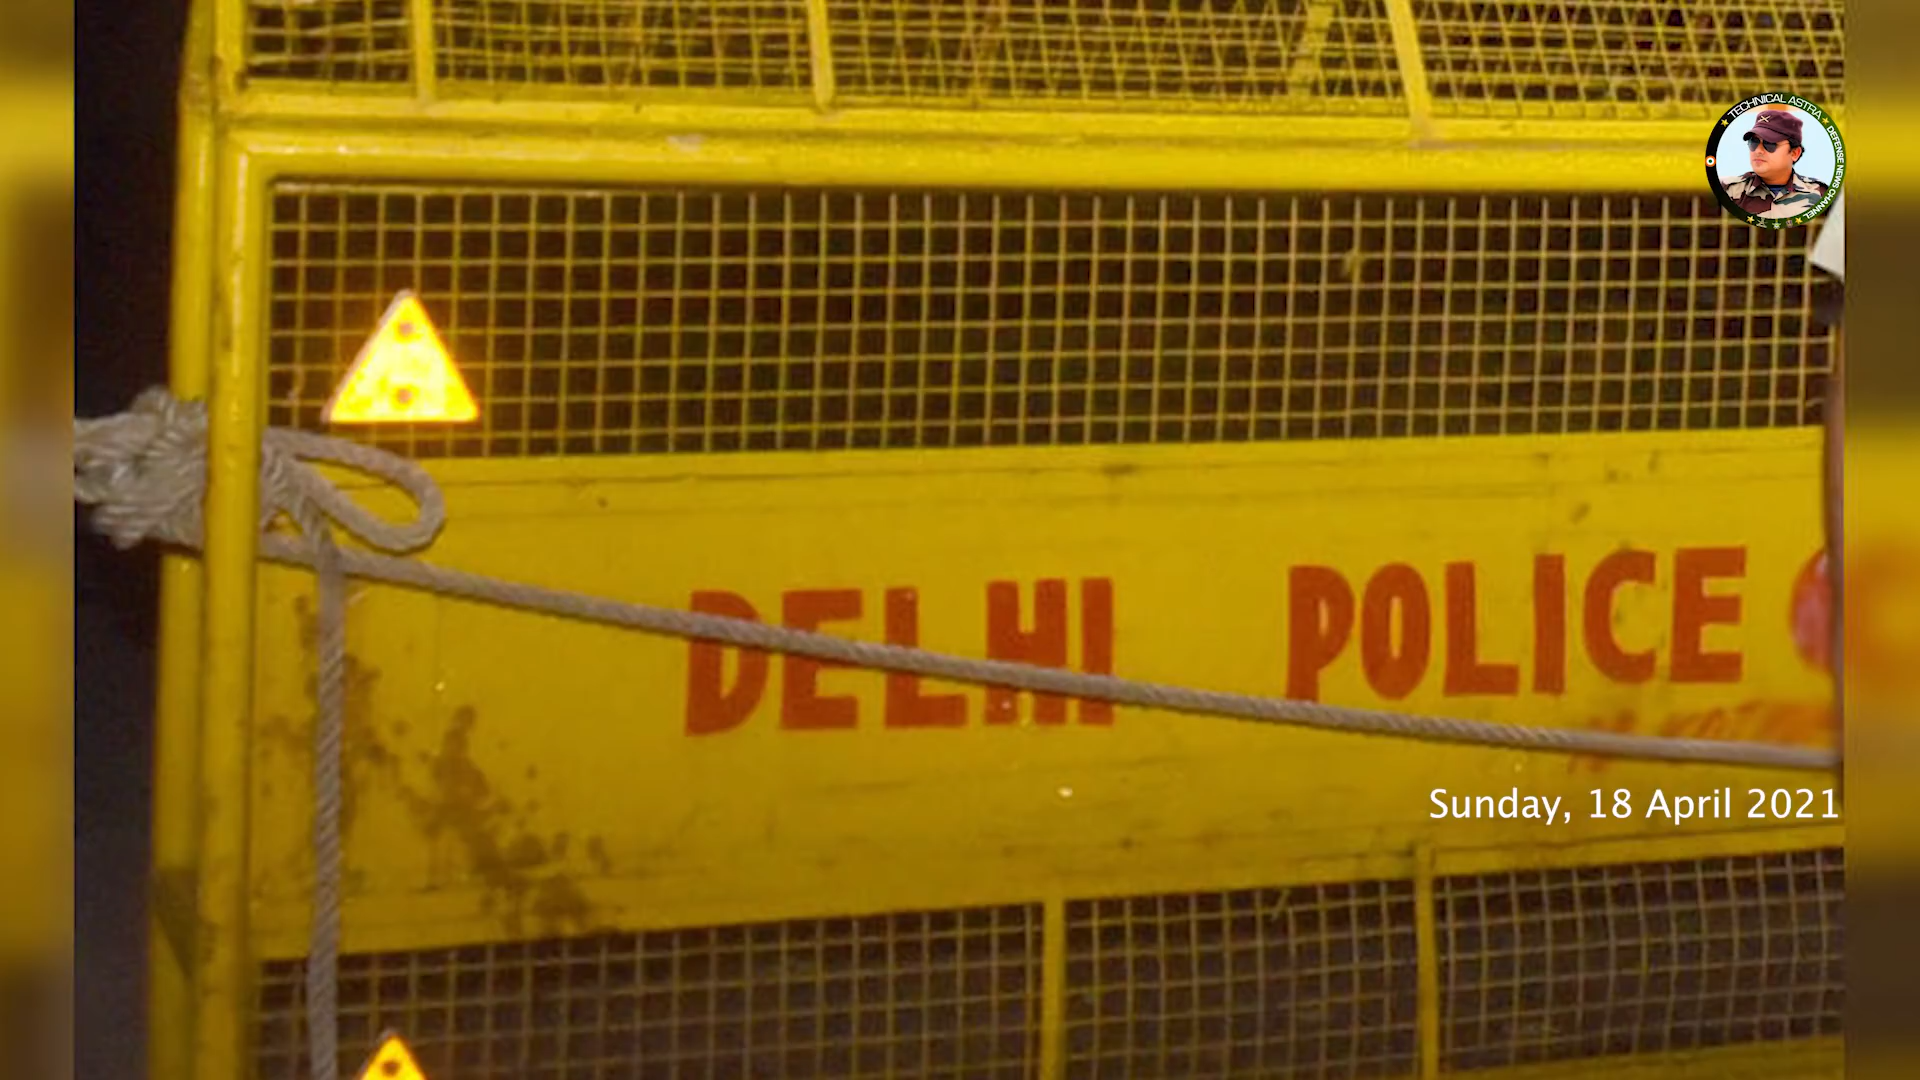 TECHNICAL ASTRA
DEFENSE NEWS CHANNEL
DELHI POLICE
Sunday, 18 April 2021